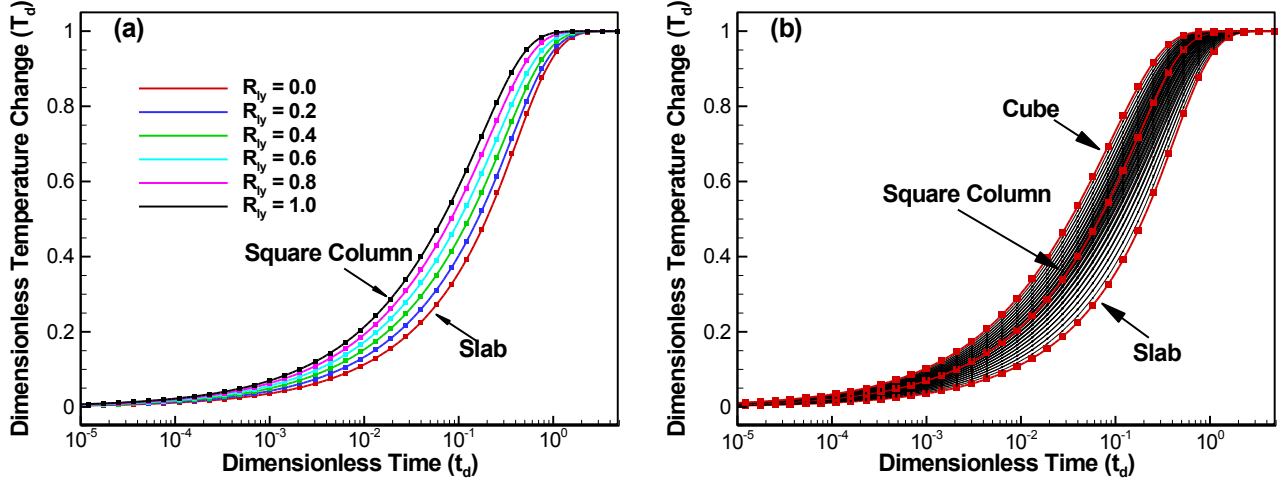 (a)
Dimensionless Temperature Change (T_d)
1
0.8
0.6
0.4
0.2
0
R_ly = 0.0
R_ly = 0.2
R_ly = 0.4
R_ly = 0.6
R_ly = 0.8
R_ly = 1.0
Square Column
Slab
10^-5
10^-4
10^-3
10^-2
10^-1
10^0
Dimensionless Time (t_d)
(b)
Dimensionless Temperature Change (T_d)
1
0.8
0.6
0.4
0.2
0
Cube
Square Column
Slab
10^-5
10^-4
10^-3
10^-2
10^-1
10^0
Dimensionless Time (t_d)